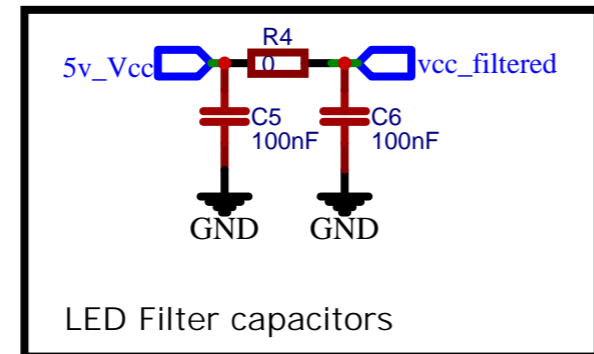 R4
5v_Vcc
0
vcc_filtered
C5
100nF
C6
100nF
GND
GND
LED Filter capacitors